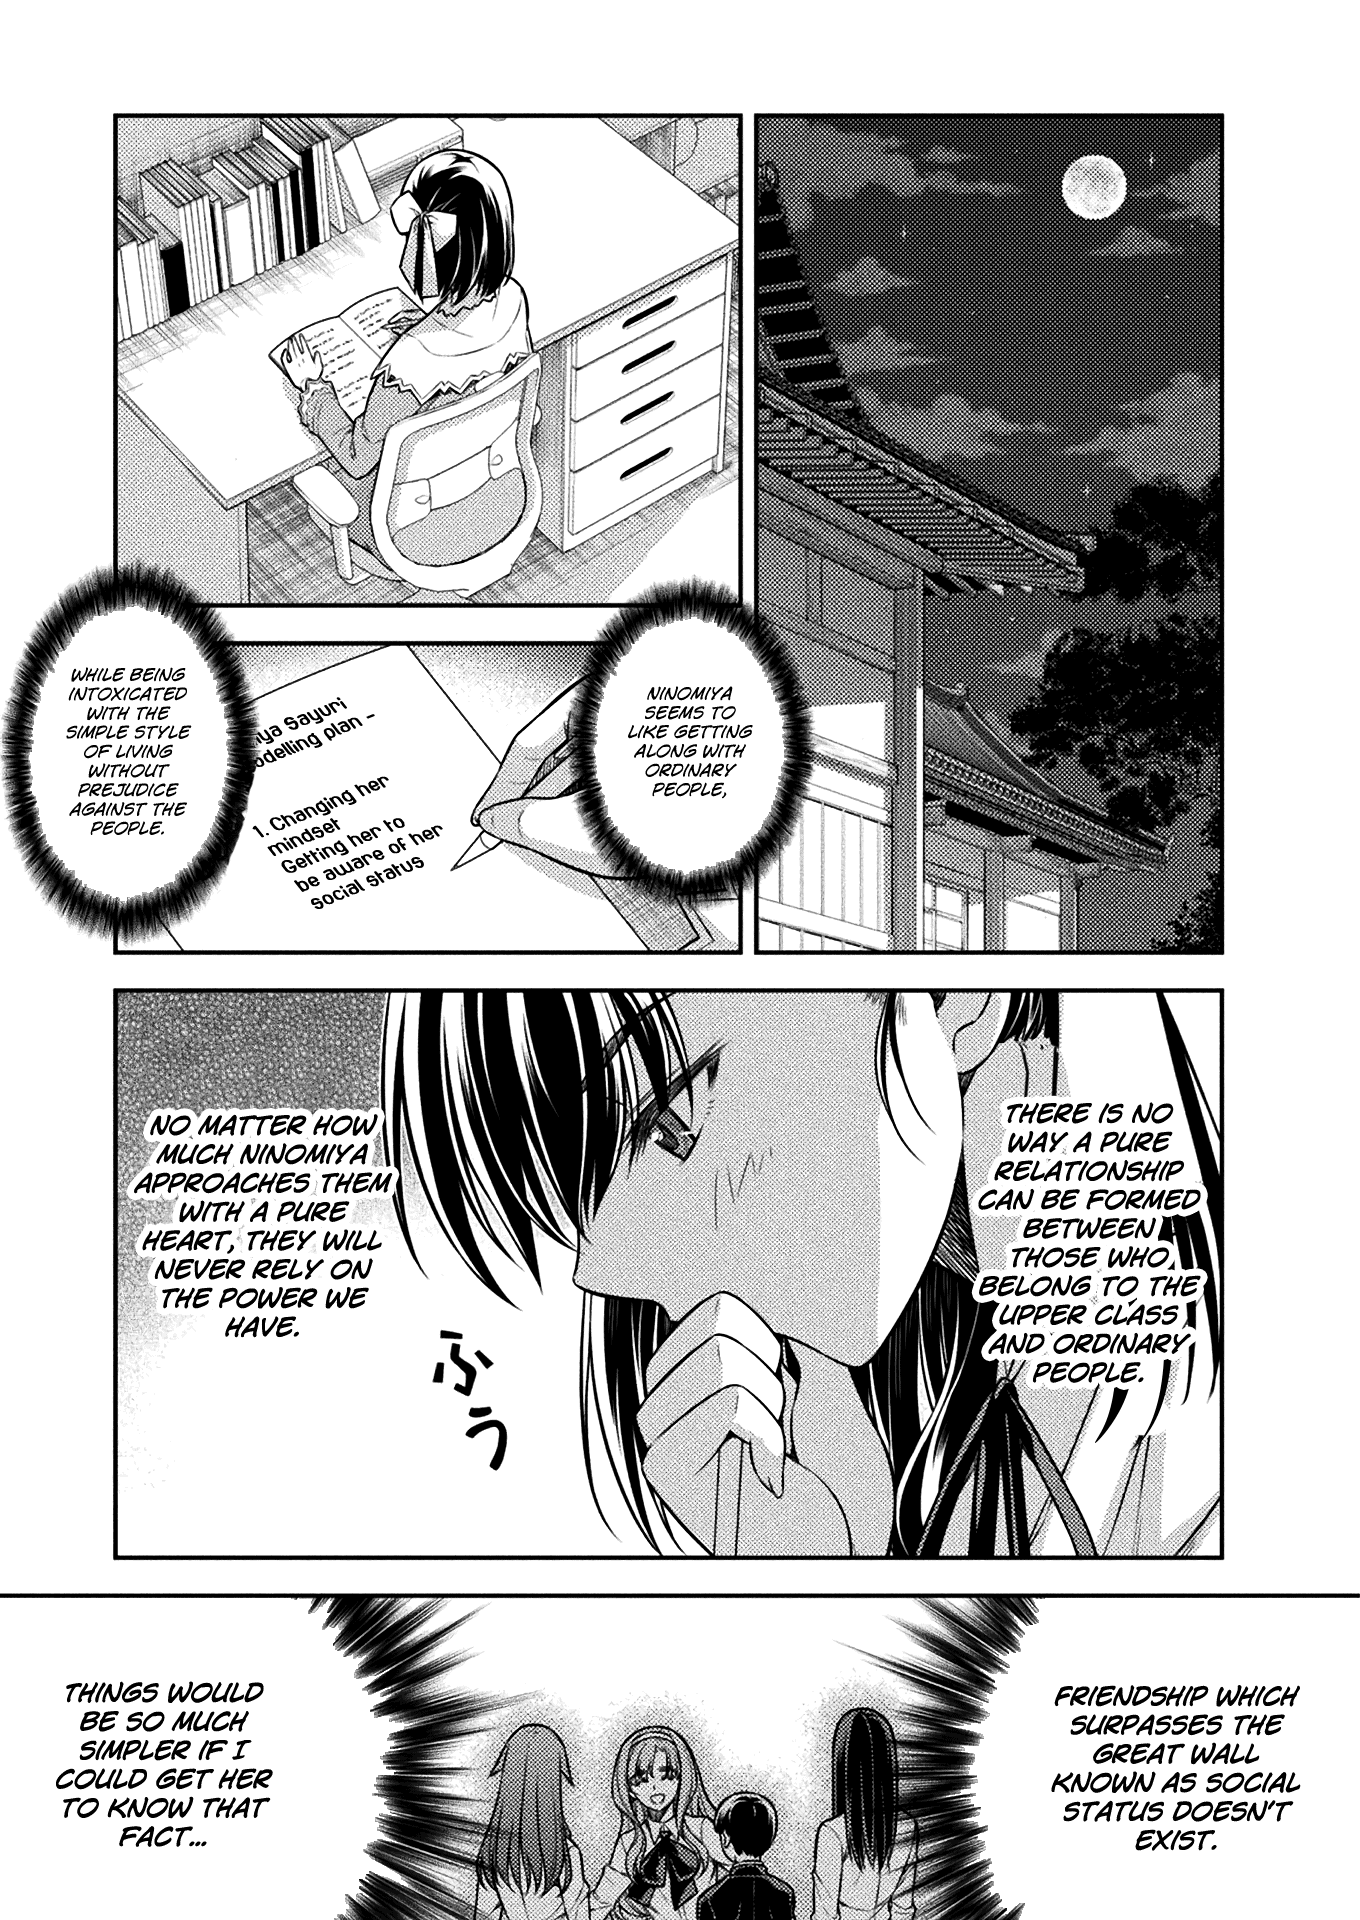 NINOMIYA
SEEMS TO
LIKE GETTING
ALONG WITH
ORDINARY
PEOPLE,
WHILE BEING
INTOXICATED
WITH THE
SIMPLE STYLE
OF LIVING
WITHOUT
PREJUDICE
AGAINST THE
PEOPLE.
ya Sayuri
odelling plan -
1. Changing her
mindset
Getting her to
be aware of her
social status
THERE IS NO
WAY A PURE
RELATIONSHIP
CAN BE FORMED
BETWEEN
THOSE WHO
BELONG TO THE
UPPER CLASS
AND ORDINARY
PEOPLE.
NO MATTER HOW
MUCH NINOMIYA
APPROACHES THEM
WITH A PURE
HEART, THEY WILL
NEVER RELY ON
THE POWER WE
HAVE.
ふぅ
FRIENDSHIP WHICH
SURPASSES THE
GREAT WALL
KNOWN AS SOCIAL
STATUS DOESN'T
EXIST.
THINGS WOULD
BE SO MUCH
SIMPLER IF I
COULD GET HER
TO KNOW THAT
FACT...